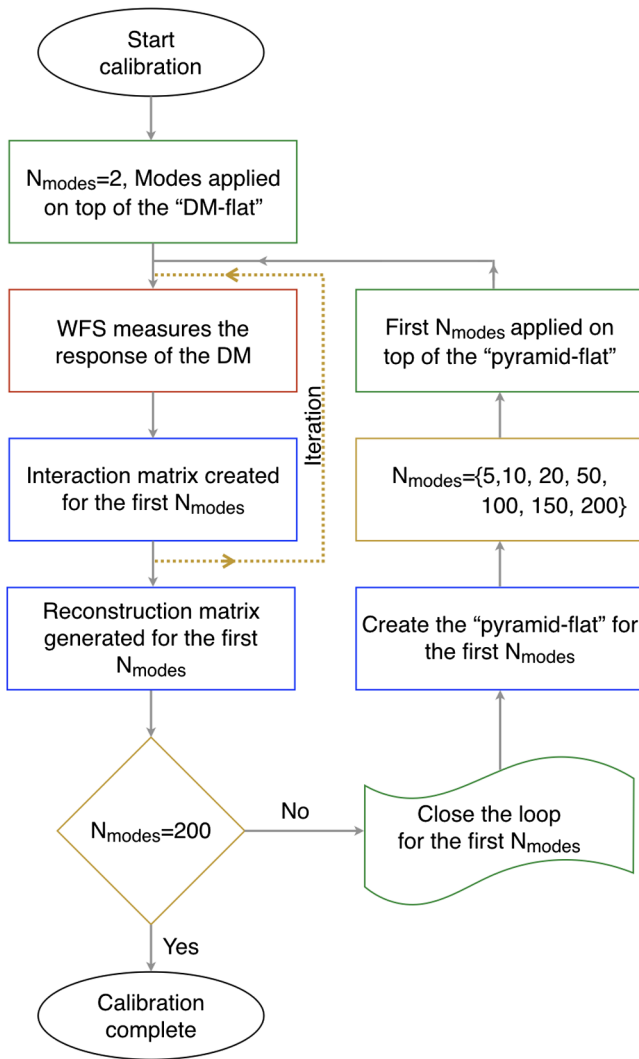 Start
calibration
Nmodes=2, Modes applied
on top of the “DM-flat”
WFS measures the
response of the DM
Iteration
Interaction matrix created
for the first Nmodes
Reconstruction matrix
generated for the first
Nmodes
Nmodes=200
No
Yes
Calibration
complete
Close the loop
for the first Nmodes
Create the “pyramid-flat” for
the first Nmodes
Nmodes={5,10, 20, 50,
100, 150, 200}
First Nmodes applied on
top of the “pyramid-flat”